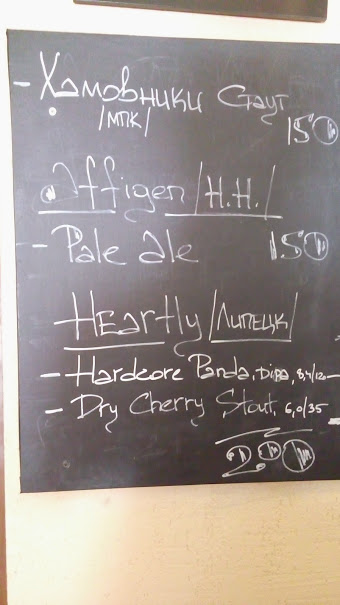 - Хамовники Стаут
/МПК/
150
Affigen /Н.Н./
- Pale ale 150
Heartly /Липецк/
- Hardcore Panda, Dipa, 8,4/120
- Dry Cherry Stout, 6,0/35
200